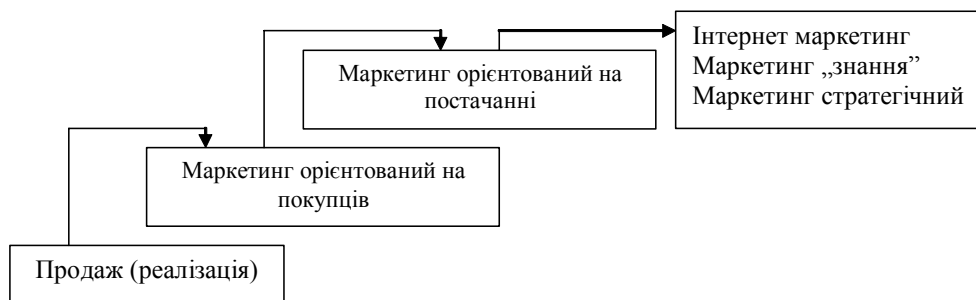 Інтернет маркетинг
Маркетинг „знання”
Маркетинг стратегічний
Маркетинг орієнтований на
постачанні
Маркетинг орієнтований на
покупців
Продаж (реалізація)